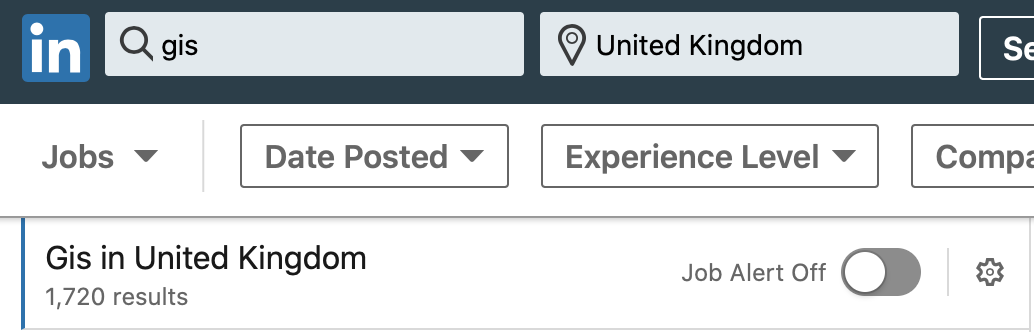 in gis United Kingdom Se
Jobs Date Posted Experience Level Compa
Gis in United Kingdom
Job Alert Off
1,720 results